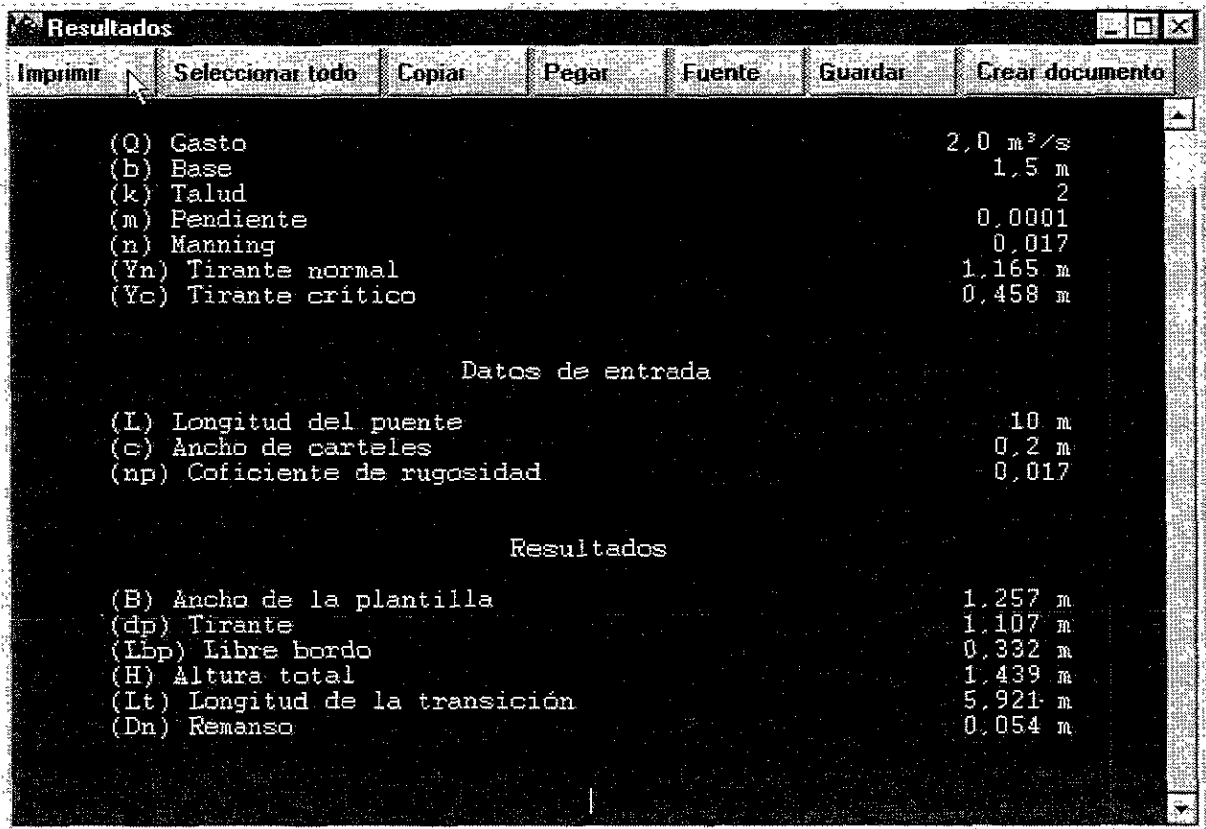 Resultados
Imprimir Seleccionar todo Copiar Pegar Fuente Guardar Crear documento
(Q) Gasto 2,0 m³/s
(b) Base 1,5 m
(k) Talud 2
(m) Pendiente 0,0001
(n) Manning 0,017
(Yn) Tirante normal 1,165 m
(Yc) Tirante crítico 0,458 m
Datos de entrada
(L) Longitud del puente 10 m
(c) Ancho de carteles 0,2 m
(np) Coficiente de rugosidad 0,017
Resultados
(B) Ancho de la plantilla 1,257 m
(dp) Tirante 1,107 m
(Lbp) Libre bordo 0,332 m
(H) Altura total 1,439 m
(Lt) Longitud de la transición 5,921 m
(Dn) Remanso 0,054 m